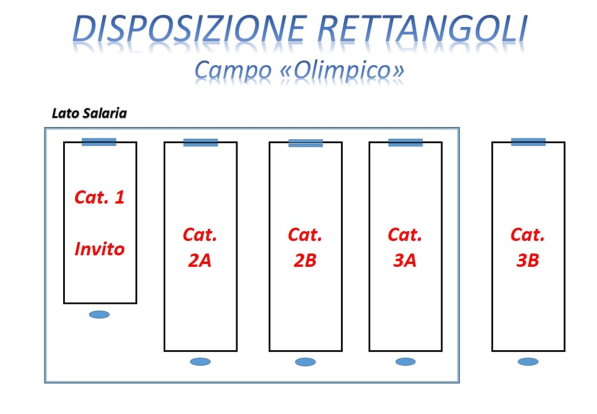 DISPOSIZIONE RETTANGOLI
Campo «Olimpico»
Lato Salaria
Cat. 1
Invito
Cat.
2A
Cat.
2B
Cat.
3A
Cat.
3B